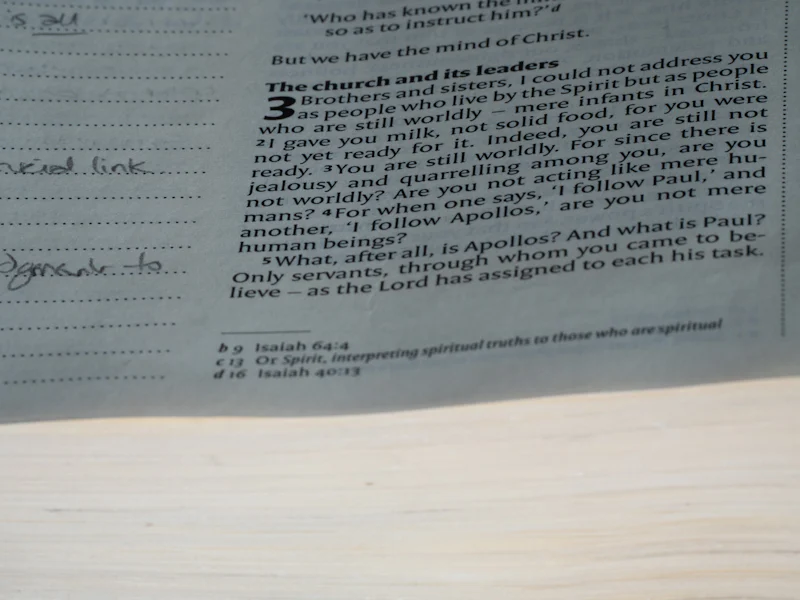 s all
crucial link
to
'Who has known the
so as to instruct him?'d
But we have the mind of Christ.
The church and its leaders
3 Brothers and sisters, I could not address you
as people who live by the Spirit but as people
who are still worldly – mere infants in Christ.
2 I gave you milk, not solid food, for you were
not yet ready for it. Indeed, you are still not
ready. 3 You are still worldly. For since there is
jealousy and quarrelling among you, are you
not worldly? Are you not acting like mere hu-
mans? 4 For when one says, 'I follow Paul,' and
another, 'I follow Apollos,' are you not mere
human beings?
5 What, after all, is Apollos? And what is Paul?
Only servants, through whom you came to be-
lieve – as the Lord has assigned to each his task.
b 9 Isaiah 64:4
c 13 Or Spirit, interpreting spiritual truths to those who are spiritual
d 16 Isaiah 40:13